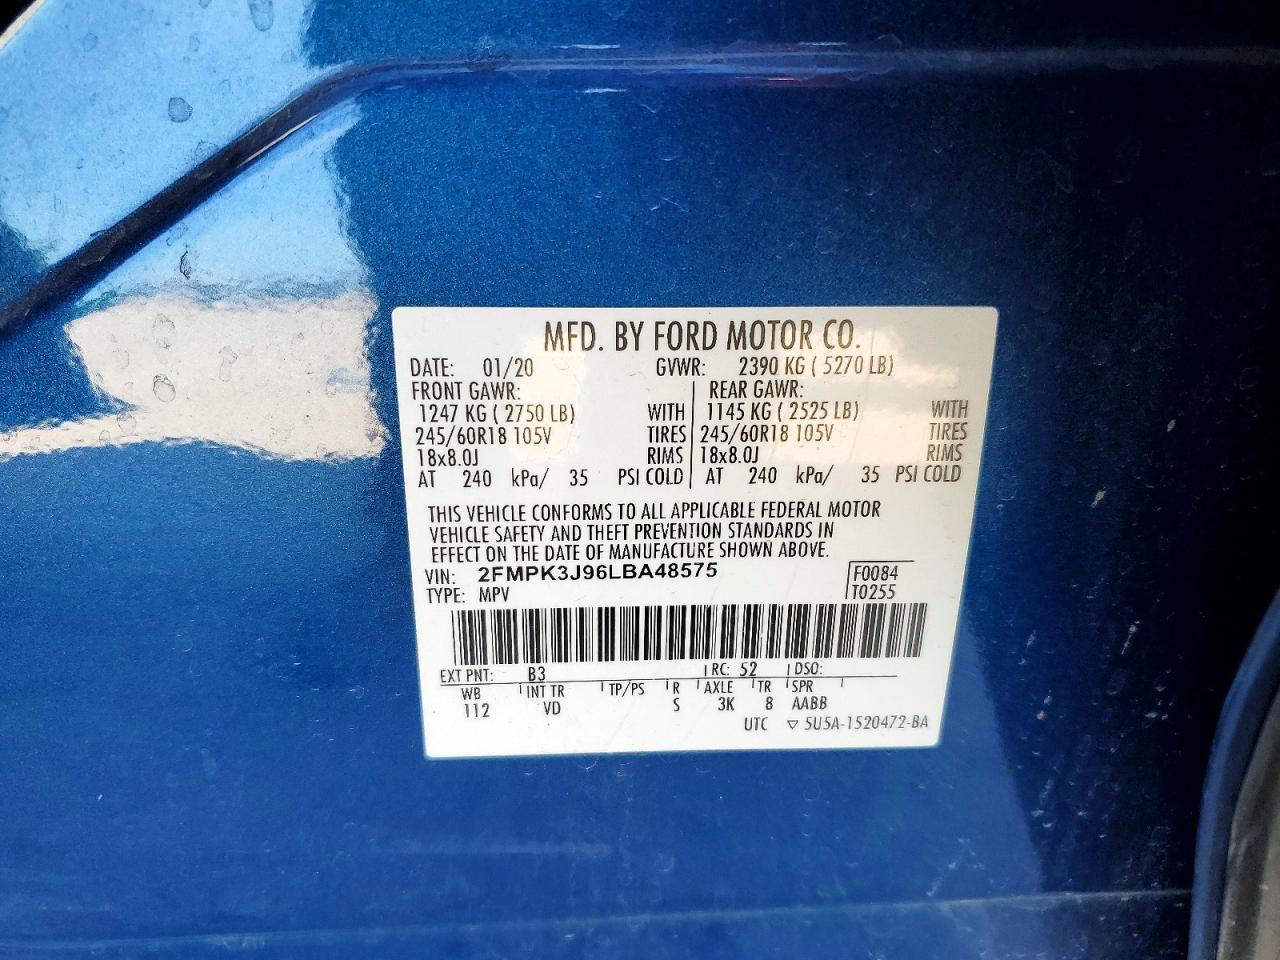 MFD. BY FORD MOTOR CO.
DATE: 01/20 GVWR: 2390 KG ( 5270 LB)
FRONT GAWR: REAR GAWR:
1247 KG ( 2750 LB) WITH 1145 KG ( 2525 LB) WITH
245/60R18 105V TIRES 245/60R18 105V TIRES
18x8.0J RIMS 18x8.0J RIMS
AT 240 kPa/ 35 PSI COLD AT 240 kPa/ 35 PSI COLD
THIS VEHICLE CONFORMS TO ALL APPLICABLE FEDERAL MOTOR
VEHICLE SAFETY AND THEFT PREVENTION STANDARDS IN
EFFECT ON THE DATE OF MANUFACTURE SHOWN ABOVE.
VIN: 2FMPK3J96LBA48575 F0084
TYPE: MPV T0255
EXT PNT: B3 RC: 52 DSO:
WB INT TR TP/PS R AXLE TR SPR
112 VD S 3K 8 AABB
UTC ▽ 5U5A-1520472-BA